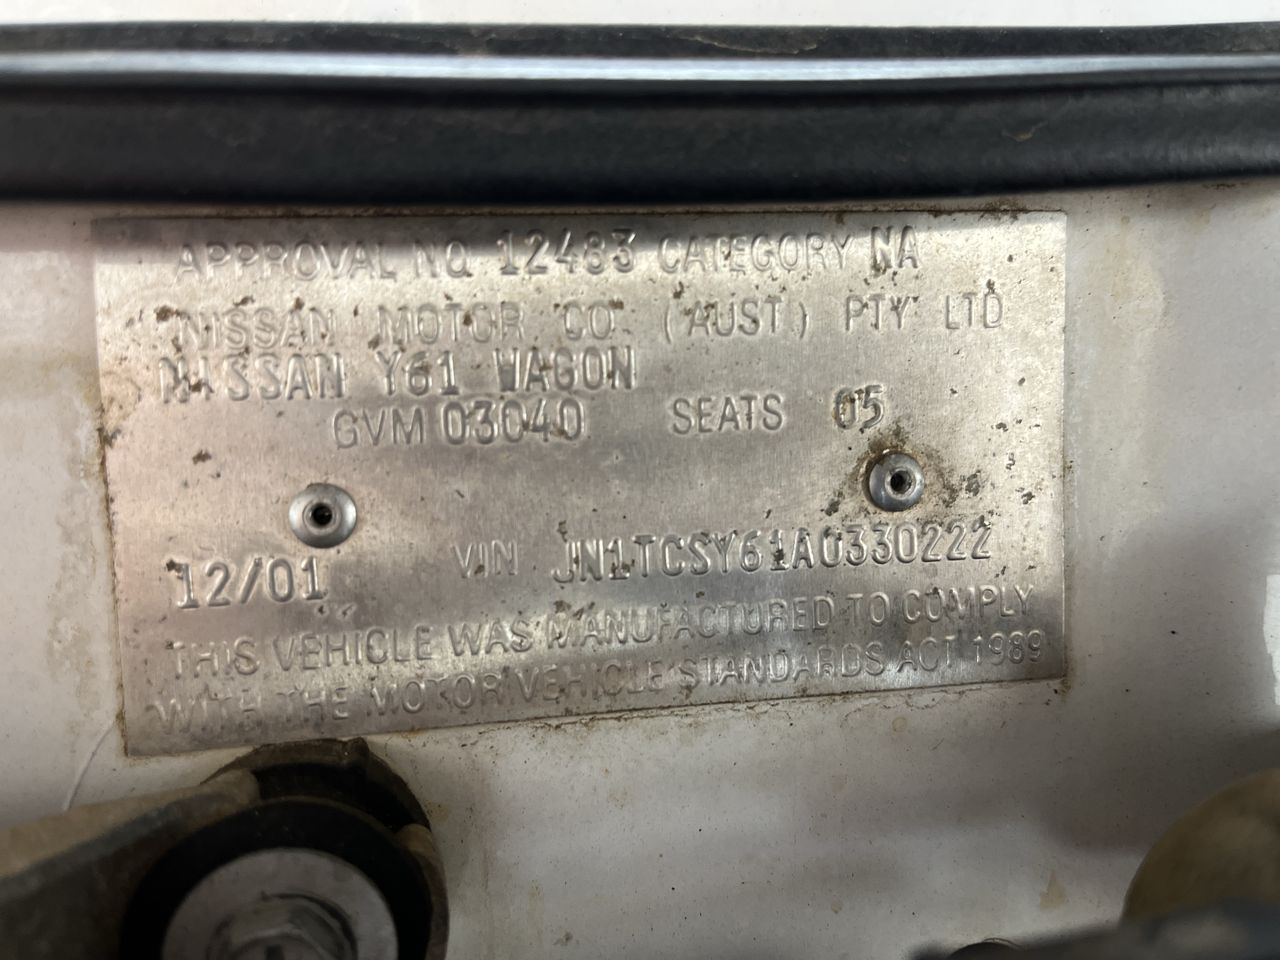 APPROVAL NO. 12483 CATEGORY NA
NISSAN MOTOR CO. (AUST) PTY LTD
NISSAN Y61 WAGON
GVM 03040 SEATS 05
12/01 VIN JN1TCSY61A0330222
THIS VEHICLE WAS MANUFACTURED TO COMPLY
WITH THE MOTOR VEHICLE STANDARDS ACT 1989